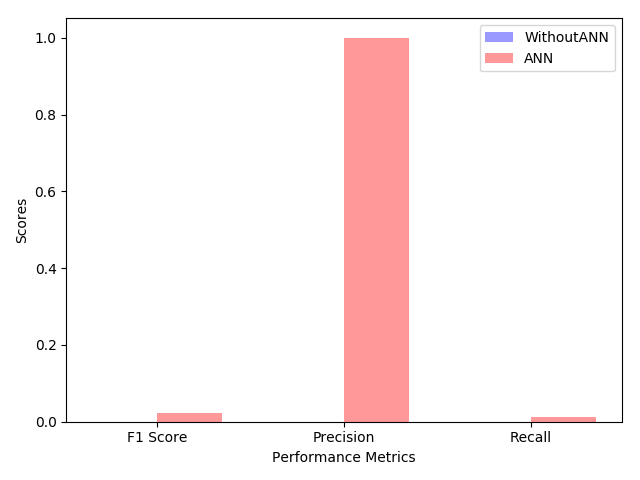 WithoutANN
ANN
1.0
0.8
0.6
0.4
0.2
0.0
Scores
F1 Score Precision Recall
Performance Metrics